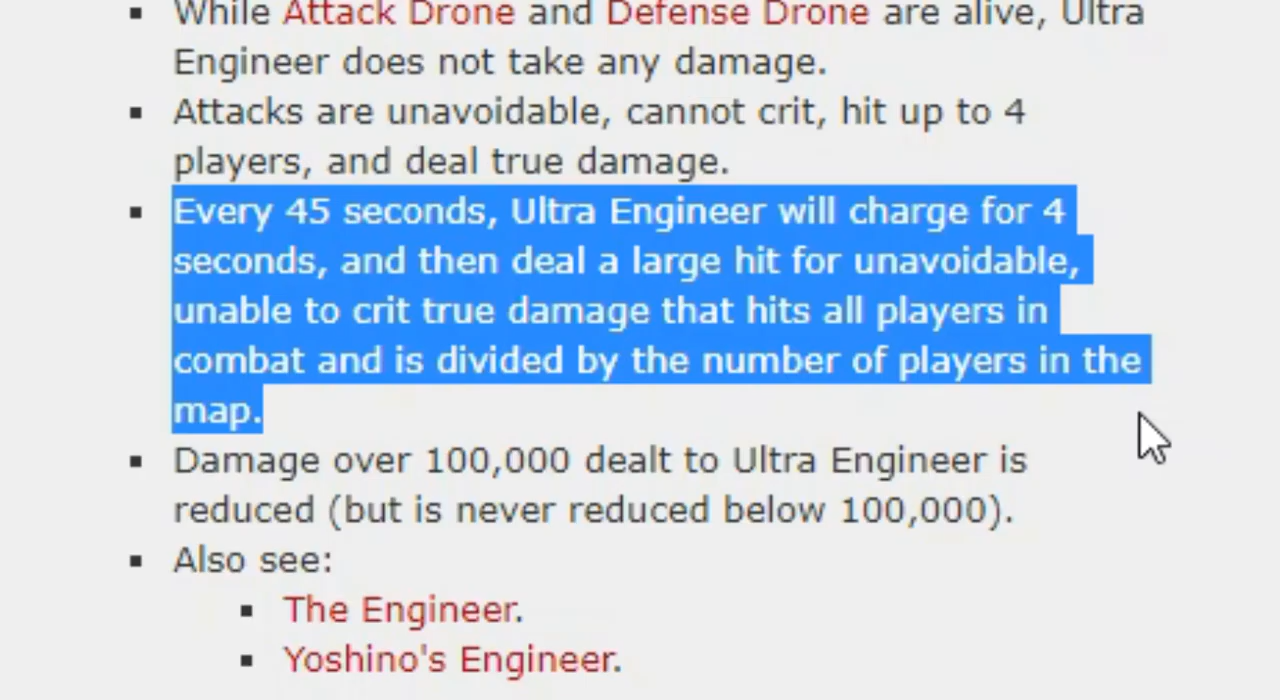 While Attack Drone and Defense Drone are alive, Ultra
Engineer does not take any damage.
Attacks are unavoidable, cannot crit, hit up to 4
players, and deal true damage.
Every 45 seconds, Ultra Engineer will charge for 4
seconds, and then deal a large hit for unavoidable,
unable to crit true damage that hits all players in
combat and is divided by the number of players in the
map.
Damage over 100,000 dealt to Ultra Engineer is
reduced (but is never reduced below 100,000).
Also see:
The Engineer.
Yoshino's Engineer.